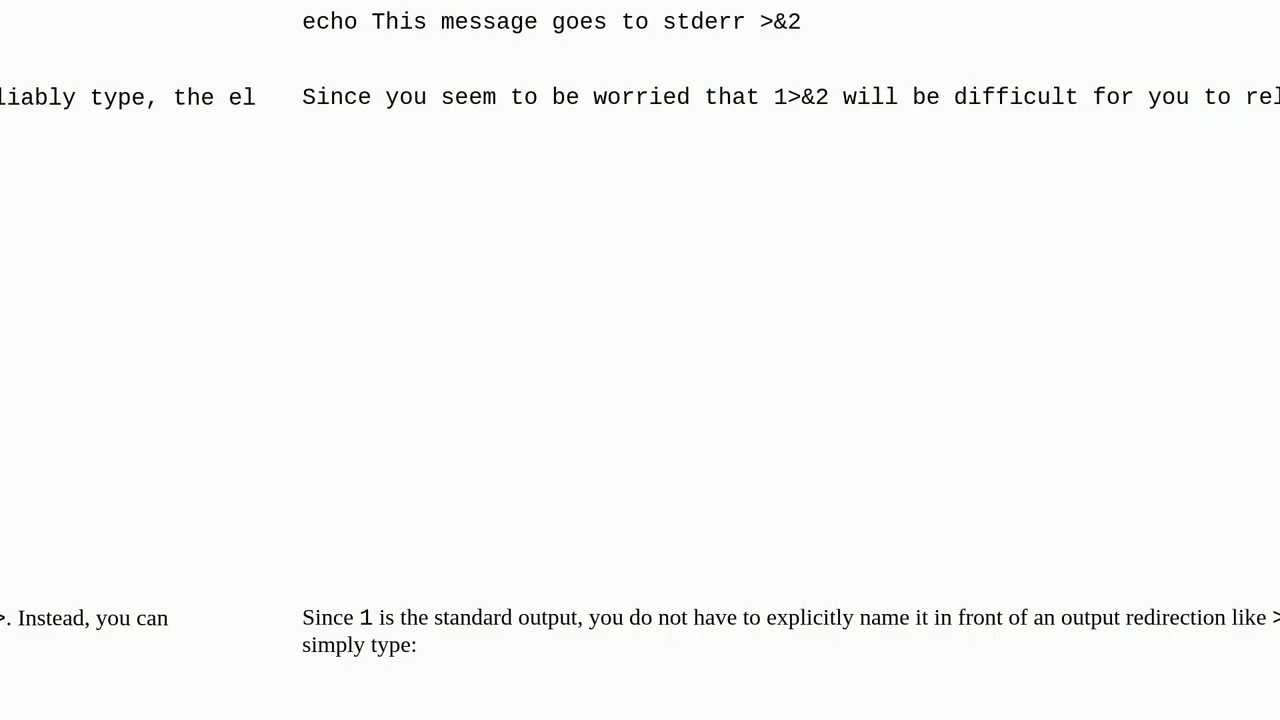 echo This message goes to stderr >&2
liably type, the el Since you seem to be worried that 1>&2 will be difficult for you to rel
>. Instead, you can Since 1 is the standard output, you do not have to explicitly name it in front of an output redirection like >
simply type: